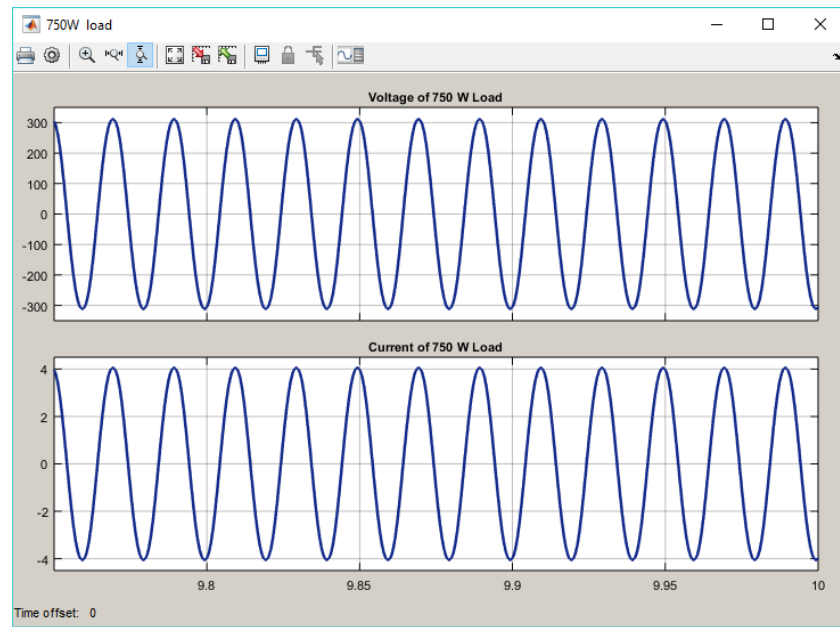 750W load
Voltage of 750 W Load
300
200
100
0
-100
-200
-300
Current of 750 W Load
4
2
0
-2
-4
9.8 9.85 9.9 9.95 10
Time offset: 0